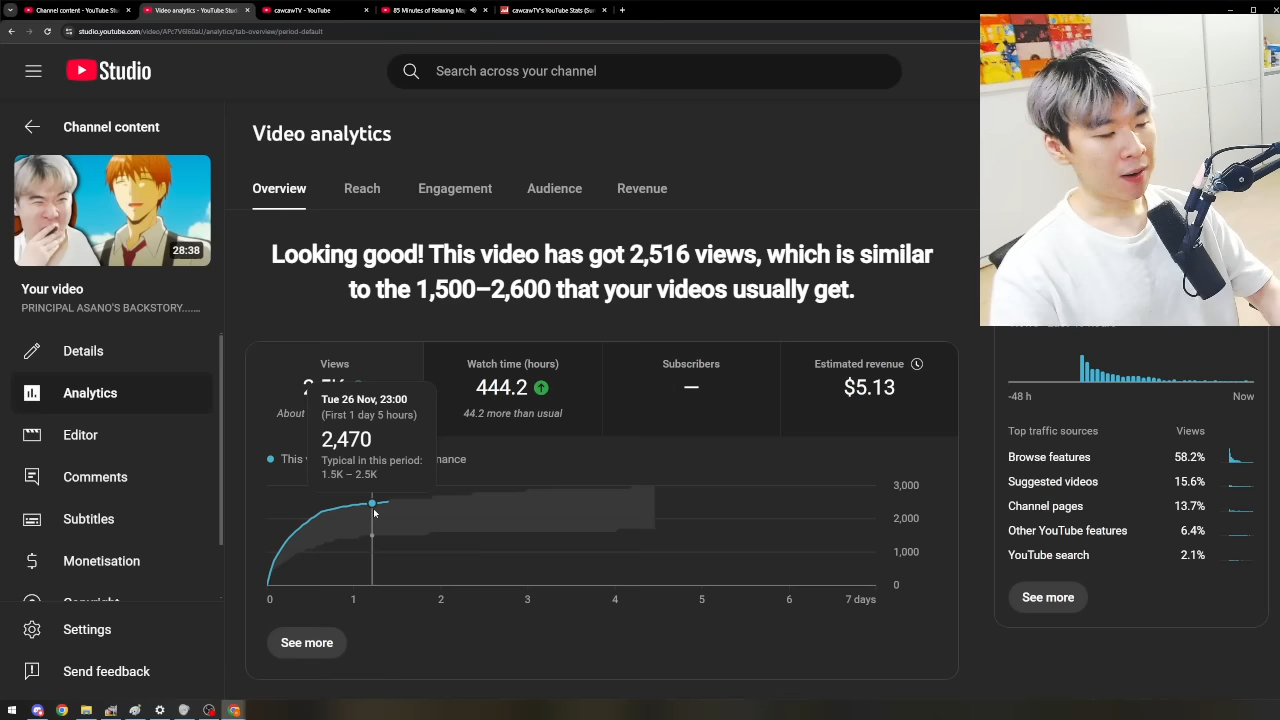 Channel content - YouTube St
Video analytics - YouTube Stud
cawcawTV - YouTube
85 Minutes of Relaxing Ma
cawcawTV's YouTube Stats (Su
studio.youtube.com/video/APc7V6I60aU/analytics/tab-overview/period-default
Studio
Search across your channel
Channel content
28:38
Your video
PRINCIPAL ASANO'S BACKSTORY......
Details
Analytics
Editor
Comments
Subtitles
Monetisation
Settings
Send feedback
Video analytics
Overview
Reach
Engagement
Audience
Revenue
Looking good! This video has got 2,516 views, which is similar
to the 1,500–2,600 that your videos usually get.
Views
Watch time (hours)
444.2
44.2 more than usual
Subscribers
—
Estimated revenue
$5.13
About
Tue 26 Nov, 23:00
(First 1 day 5 hours)
2,470
Typical in this period:
1.5K – 2.5K
This
3,000
2,000
1,000
0
0
1
2
3
4
5
6
7 days
See more
-48 h
Now
Top traffic sources
Views
Browse features
58.2%
Suggested videos
15.6%
Channel pages
13.7%
Other YouTube features
6.4%
YouTube search
2.1%
See more